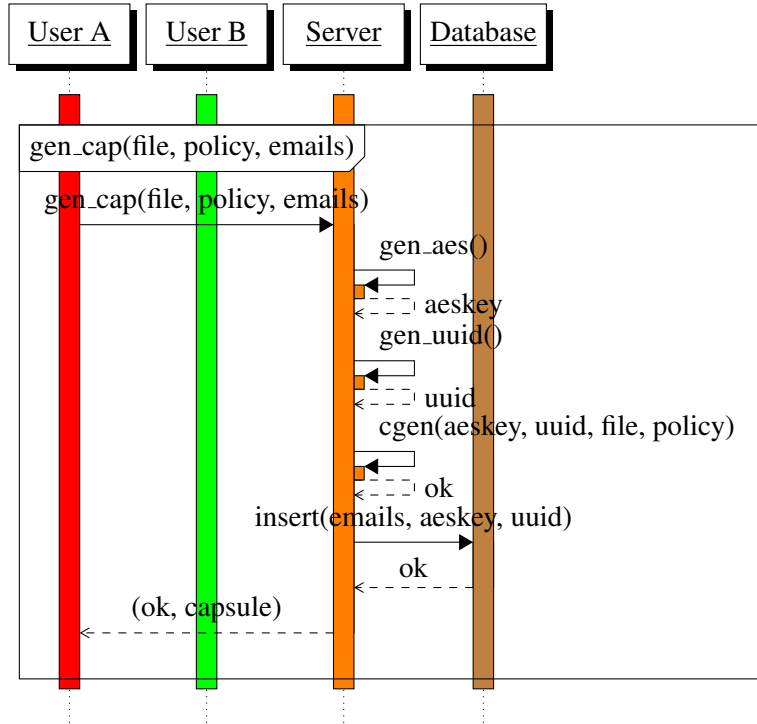 User A
User B
Server
Database
gen_cap(file, policy, emails)
gen_cap(file, policy, emails)
gen_aes()
aeskey
gen_uuid()
uuid
cgen(aeskey, uuid, file, policy)
ok
insert(emails, aeskey, uuid)
ok
(ok, capsule)